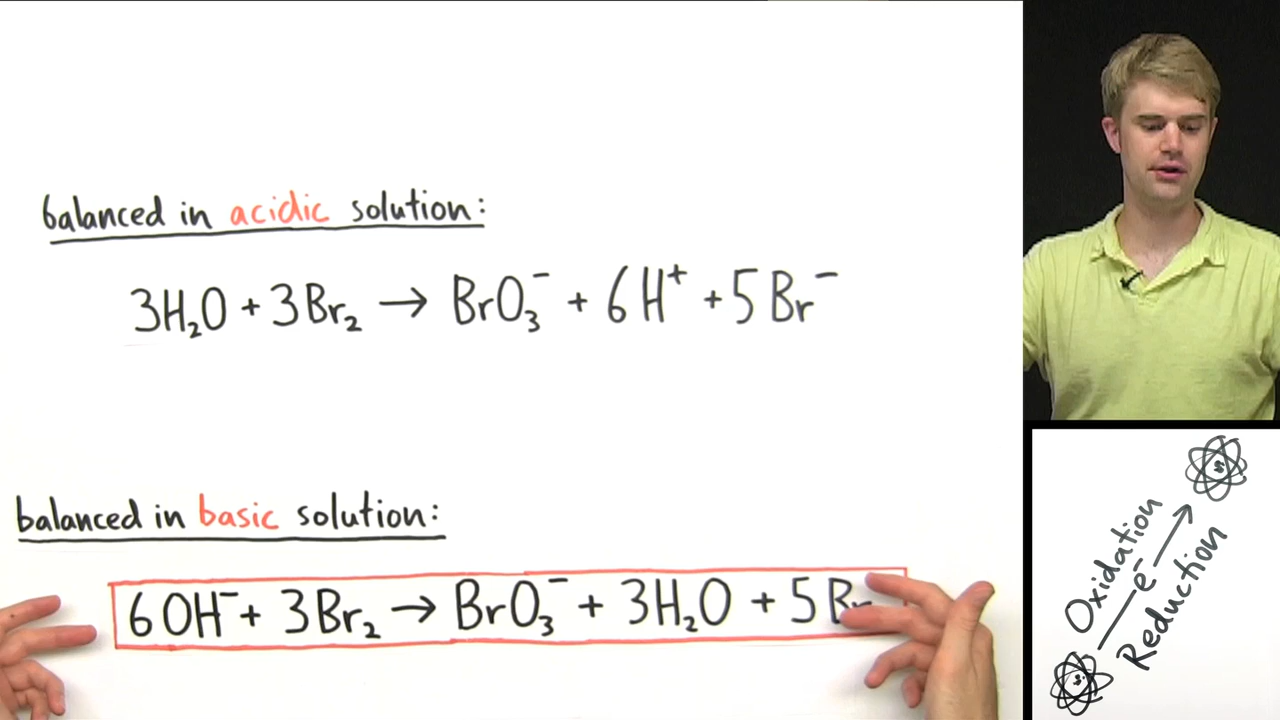 balanced in acidic solution:
3H₂O + 3Br₂ → BrO₃⁻ + 6H⁺ + 5Br⁻
balanced in basic solution:
6OH⁻ + 3Br₂ → BrO₃⁻ + 3H₂O + 5Br
Oxidation
e⁻
Reduction